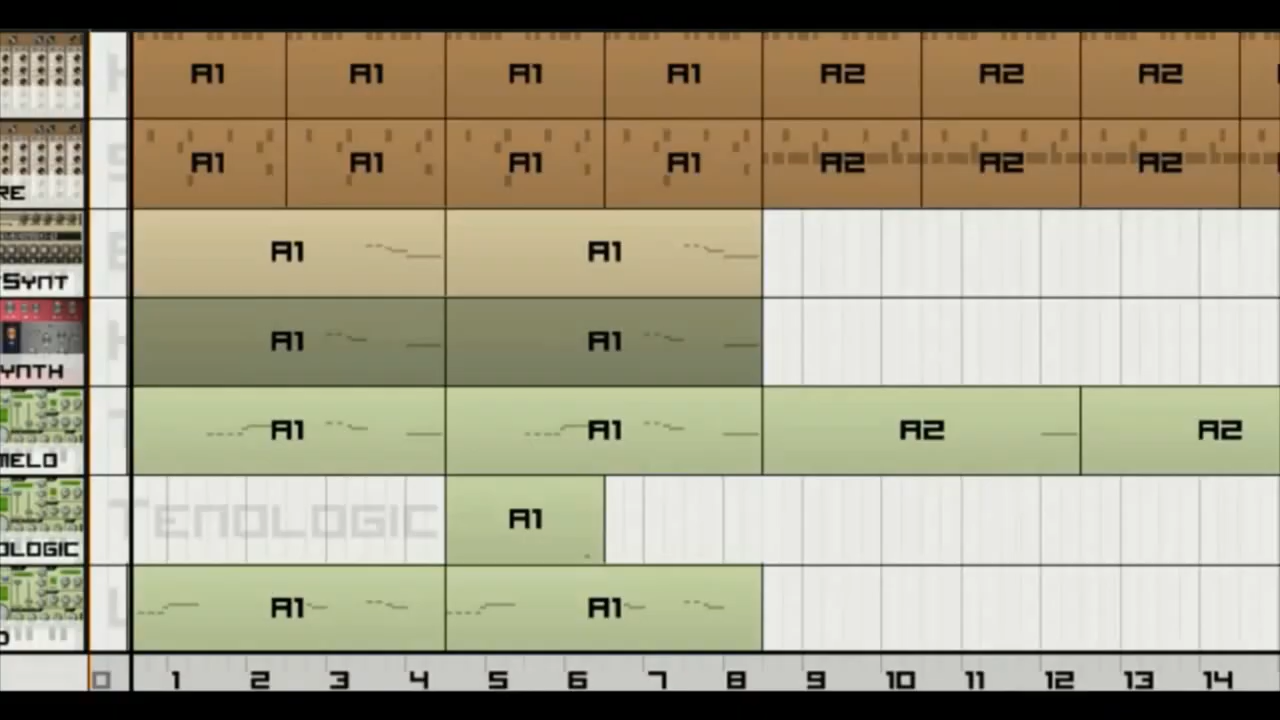 A1 A1 A1 A1 A2 A2 A2
RE A1 A1 A1 A1 A2 A2 A2
SYNT A1 A1
YNTH A1 A1
MELO A1 A1 A2 A2
OLOGIC TENOLOGIC A1
A1 A1
0 1 2 3 4 5 6 7 8 9 10 11 12 13 14